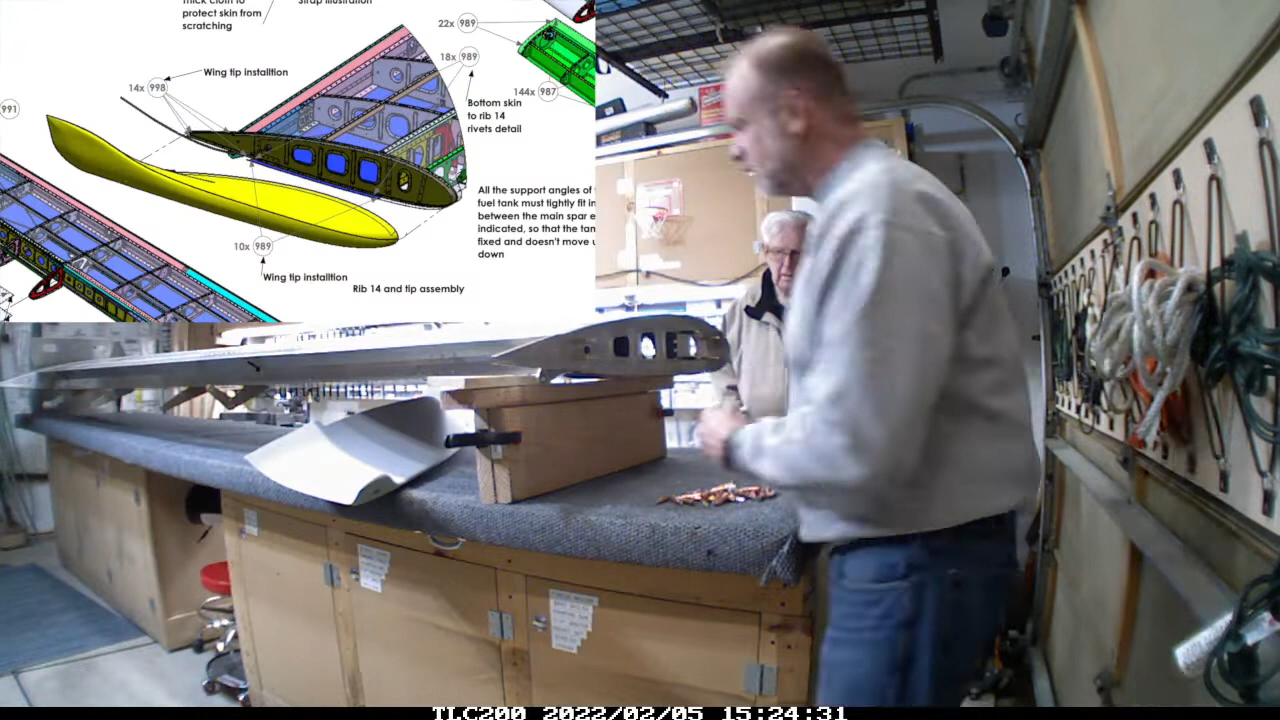 Thick cloth to
protect skin from
scratching
Strap illustration
22x 989
18x 989
Wing tip installtion
14x 998
144x 987
991
Bottom skin
to rib 14
rivets detail
All the support angles of
fuel tank must tightly fit in
between the main spar e
indicated, so that the tan
fixed and doesn't move u
down
10x 989
Wing tip installtion
Rib 14 and tip assembly
TLC200 2022/02/05 15:24:31